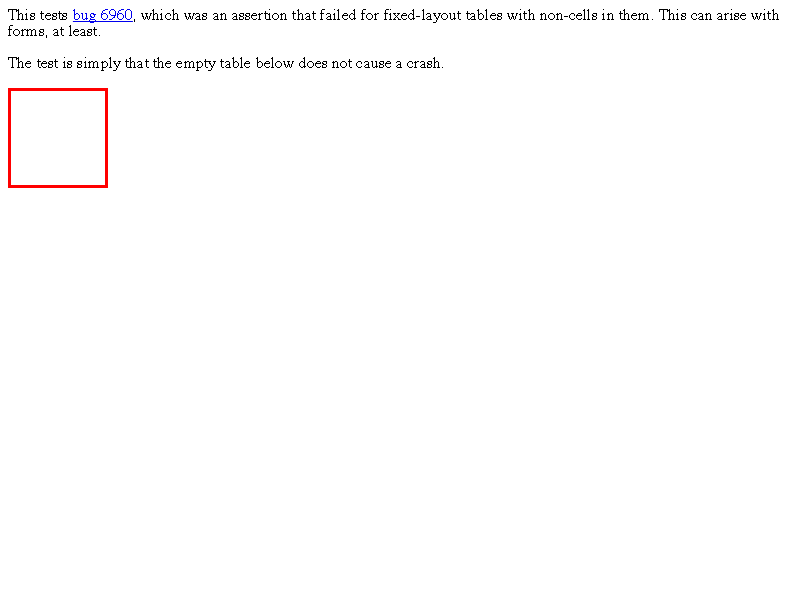 This tests bug 6960, which was an assertion that failed for fixed-layout tables with non-cells in them. This can arise with
forms, at least.
The test is simply that the empty table below does not cause a crash.